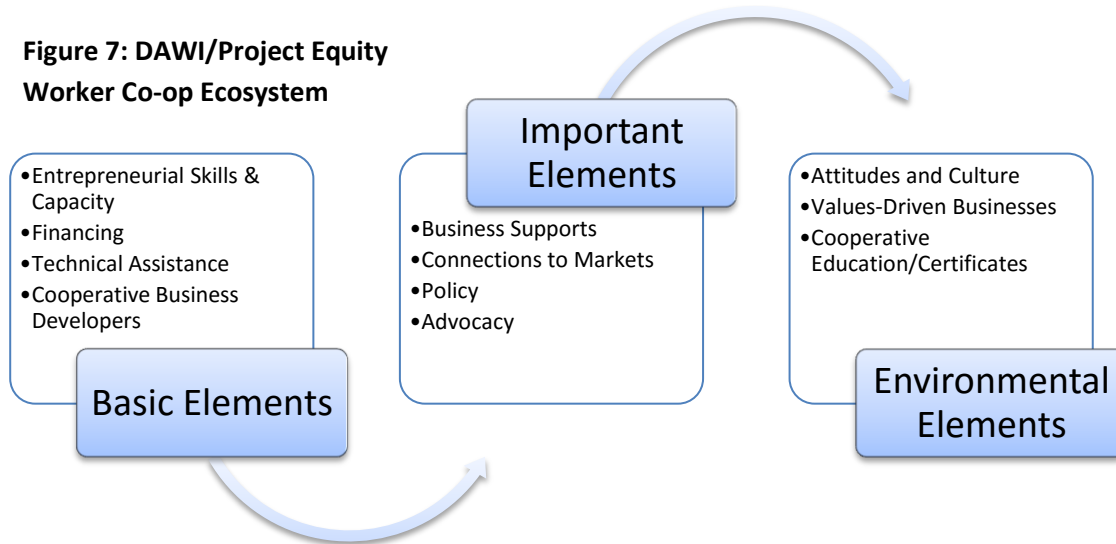 Figure 7: DAWI/Project Equity
Worker Co-op Ecosystem
•Entrepreneurial Skills &
Capacity
•Financing
•Technical Assistance
•Cooperative Business
Developers
Basic Elements
Important
Elements
•Business Supports
•Connections to Markets
•Policy
•Advocacy
•Attitudes and Culture
•Values-Driven Businesses
•Cooperative
Education/Certificates
Environmental
Elements